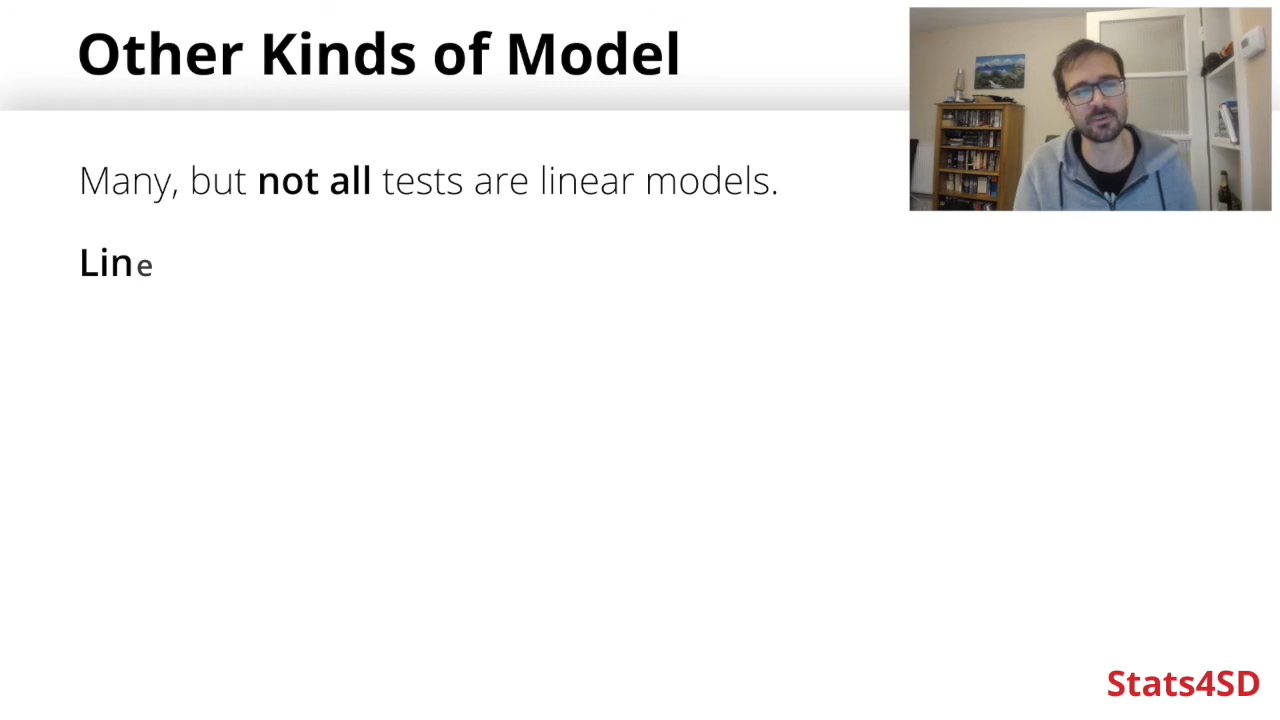 Other Kinds of Model
Many, but not all tests are linear models.
Line
Stats4SD